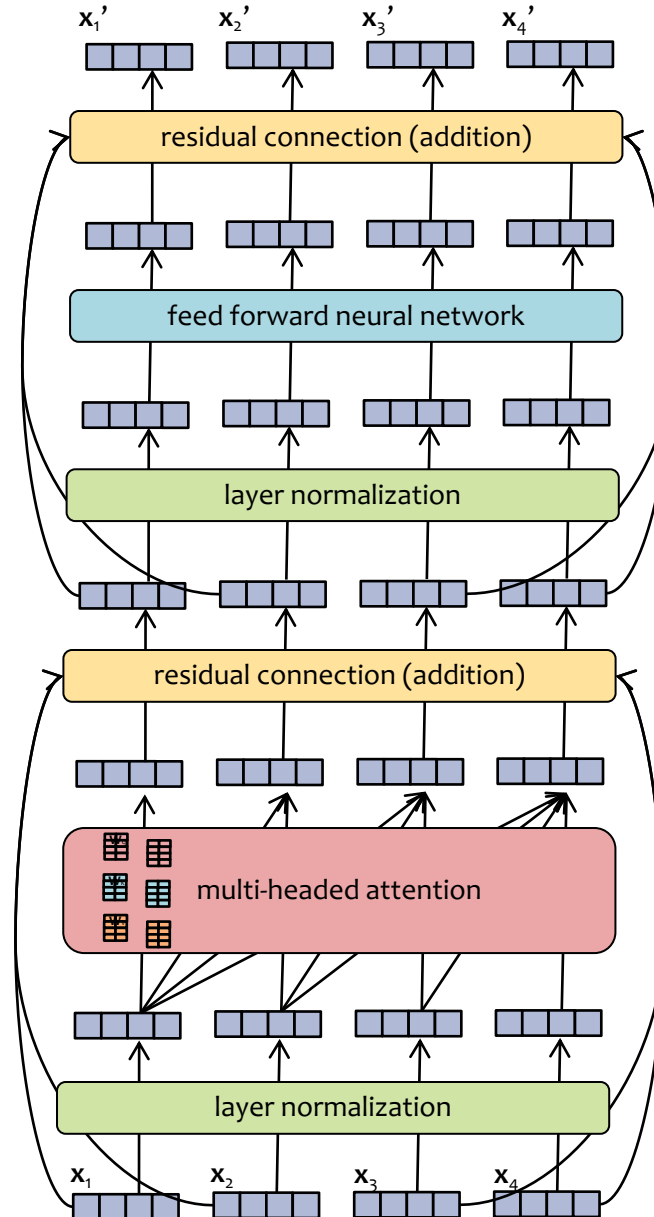 x₁' x₂' x₃' x₄'
residual connection (addition)
feed forward neural network
layer normalization
residual connection (addition)
multi-headed attention
layer normalization
x₁ x₂ x₃ x₄